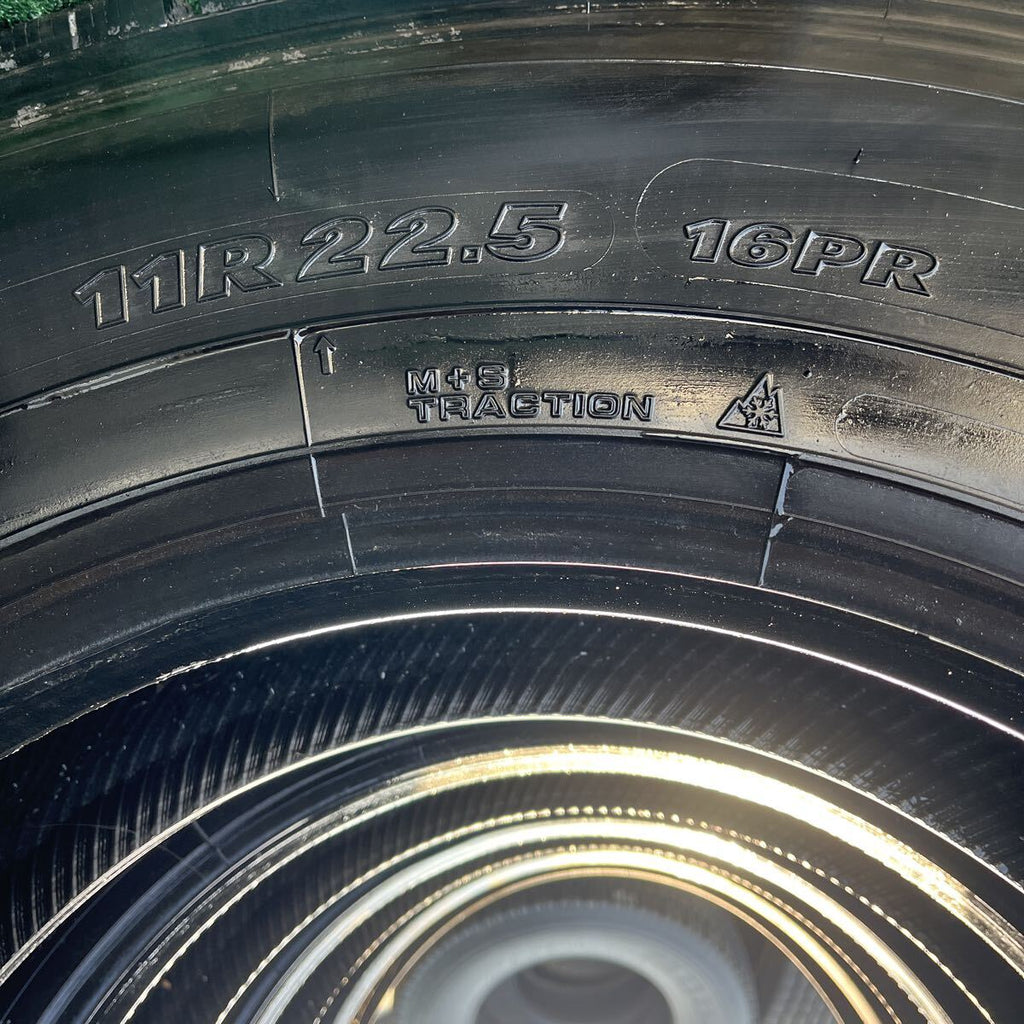 11R22.5 16PR
M+S
TRACTION